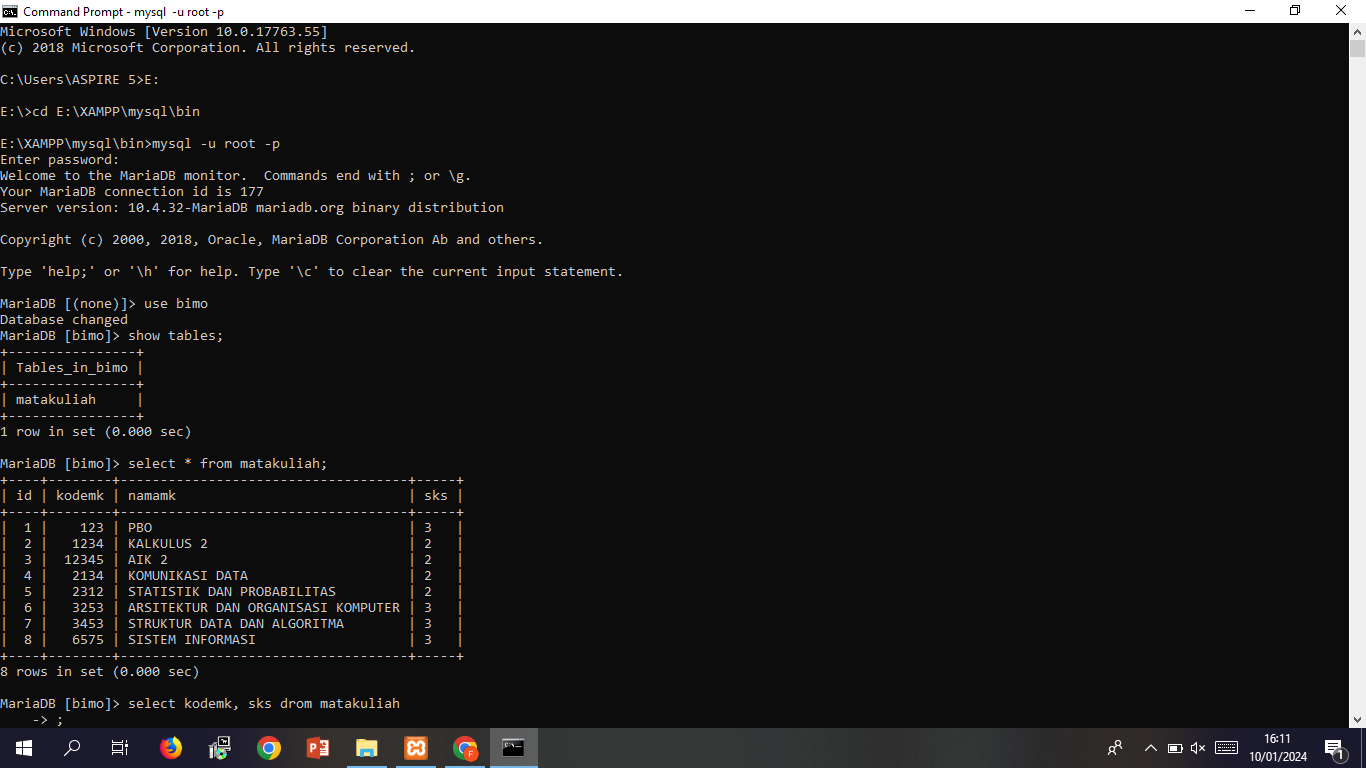 Command Prompt - mysql  -u root -p
Microsoft Windows [Version 10.0.17763.55]
(c) 2018 Microsoft Corporation. All rights reserved.
C:\Users\ASPIRE 5>E:
E:\>cd E:\XAMPP\mysql\bin
E:\XAMPP\mysql\bin>mysql -u root -p
Enter password:
Welcome to the MariaDB monitor.  Commands end with ; or \g.
Your MariaDB connection id is 177
Server version: 10.4.32-MariaDB mariadb.org binary distribution
Copyright (c) 2000, 2018, Oracle, MariaDB Corporation Ab and others.
Type 'help;' or '\h' for help. Type '\c' to clear the current input statement.
MariaDB [(none)]> use bimo
Database changed
MariaDB [bimo]> show tables;
+----------------+
| Tables_in_bimo |
+----------------+
| matakuliah     |
+----------------+
1 row in set (0.000 sec)
MariaDB [bimo]> select * from matakuliah;
+----+--------+------------------------------------+-----+
| id | kodemk | namamk                             | sks |
+----+--------+------------------------------------+-----+
|  1 |    123 | PBO                                | 3   |
|  2 |   1234 | KALKULUS 2                         | 2   |
|  3 |  12345 | AIK 2                              | 2   |
|  4 |   2134 | KOMUNIKASI DATA                    | 2   |
|  5 |   2312 | STATISTIK DAN PROBABILITAS         | 2   |
|  6 |   3253 | ARSITEKTUR DAN ORGANISASI KOMPUTER | 3   |
|  7 |   3453 | STRUKTUR DATA DAN ALGORITMA        | 3   |
|  8 |   6575 | SISTEM INFORMASI                   | 3   |
+----+--------+------------------------------------+-----+
8 rows in set (0.000 sec)
MariaDB [bimo]> select kodemk, sks drom matakuliah
    -> ;
16:11
10/01/2024
1